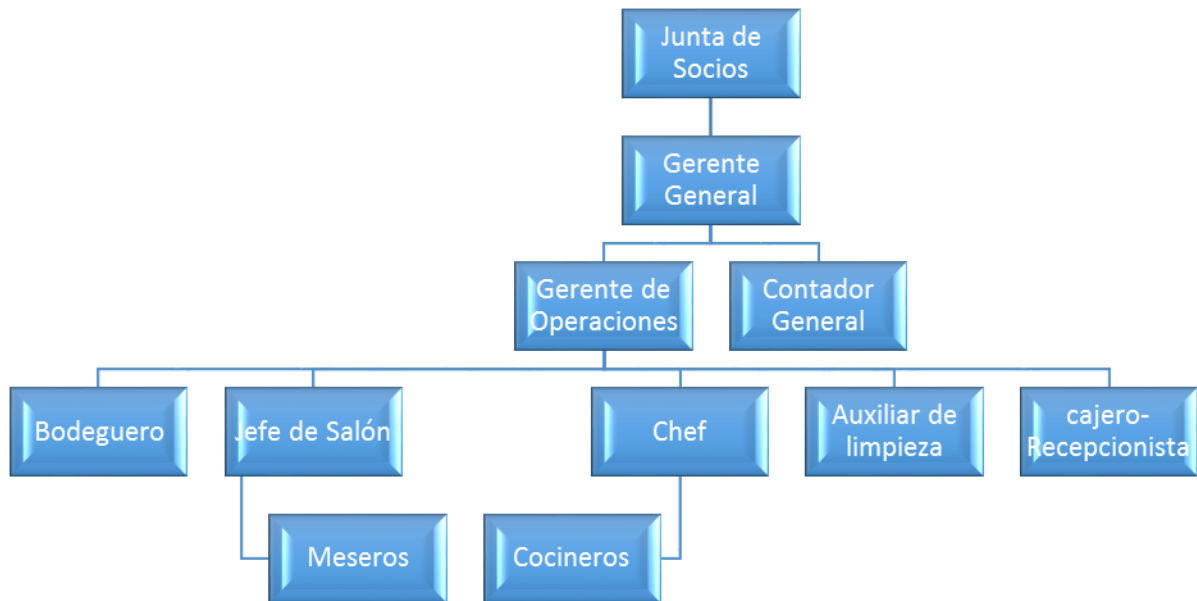 Junta de
Socios
Gerente
General
Gerente de
Operaciones
Contador
General
Bodeguero
Jefe de Salón
Chef
Auxiliar de
limpieza
cajero-
Recepcionista
Meseros
Cocineros